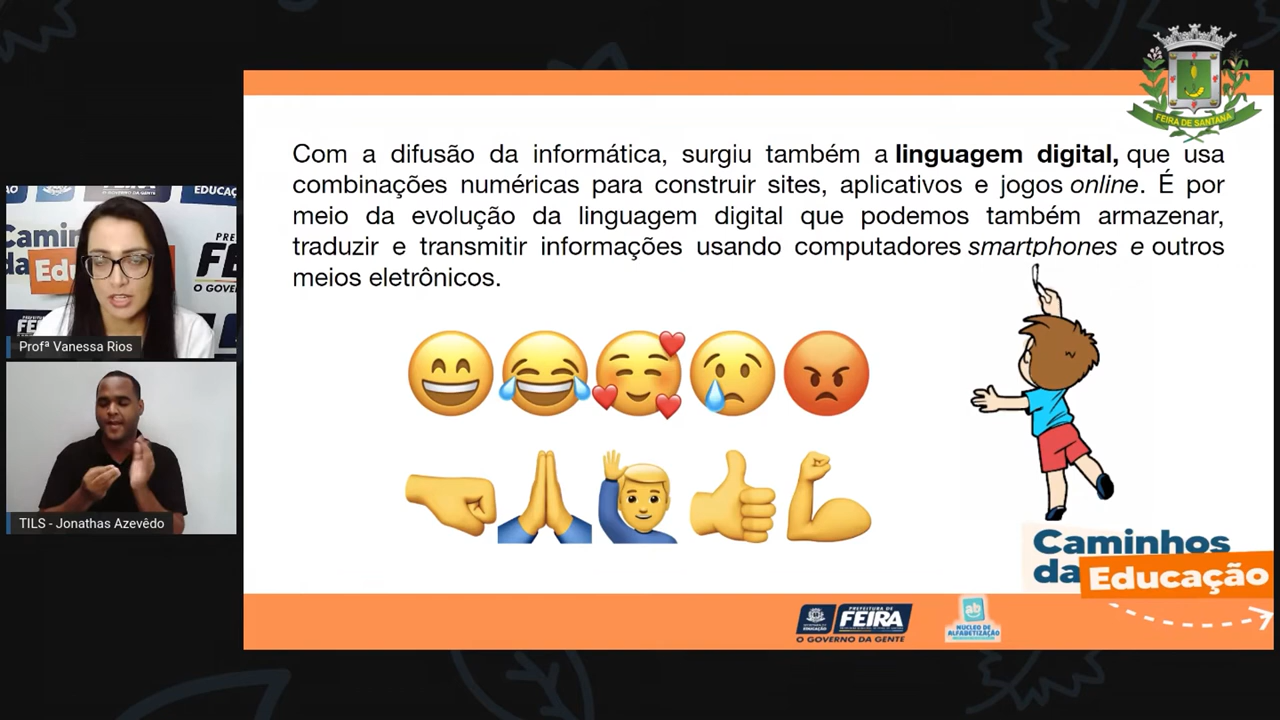 FEIRA DE SANTANA
Com a difusão da informática, surgiu também a linguagem digital, que usa
combinações numéricas para construir sites, aplicativos e jogos online. É por
meio da evolução da linguagem digital que podemos também armazenar,
traduzir e transmitir informações usando computadores smartphones e outros
meios eletrônicos.
Profª Vanessa Rios
TILS - Jonathas Azevêdo
Caminhos
da Educação
PREFEITURA DE
FEIRA
O GOVERNO DA GENTE
ab
NÚCLEO DE
ALFABETIZAÇÃO